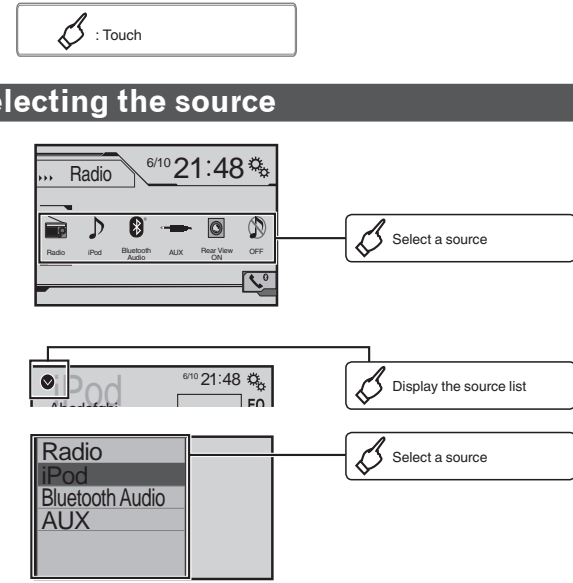 : Touch
electing the source
Radio
6/10 21:48
Radio
iPod
Bluetooth Audio
AUX
Rear View ON
OFF
Select a source
iPod
6/10 21:48
EQ
Display the source list
Radio
iPod
Bluetooth Audio
AUX
Select a source